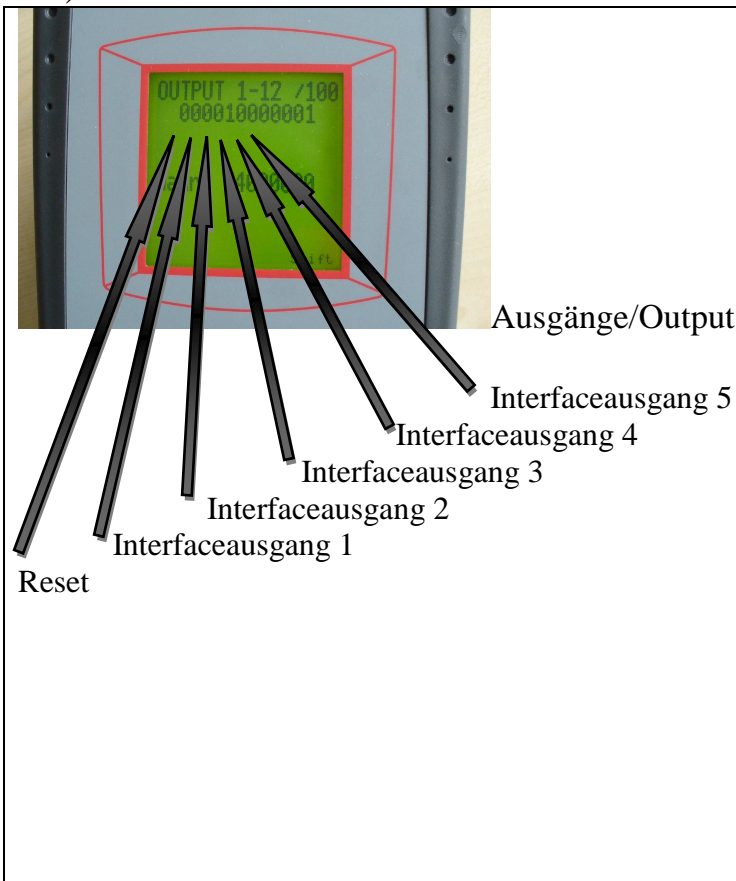 OUTPUT 1-12 /100
000010000001
Ausgänge/Output
Interfaceausgang 5
Interfaceausgang 4
Interfaceausgang 3
Interfaceausgang 2
Interfaceausgang 1
Reset